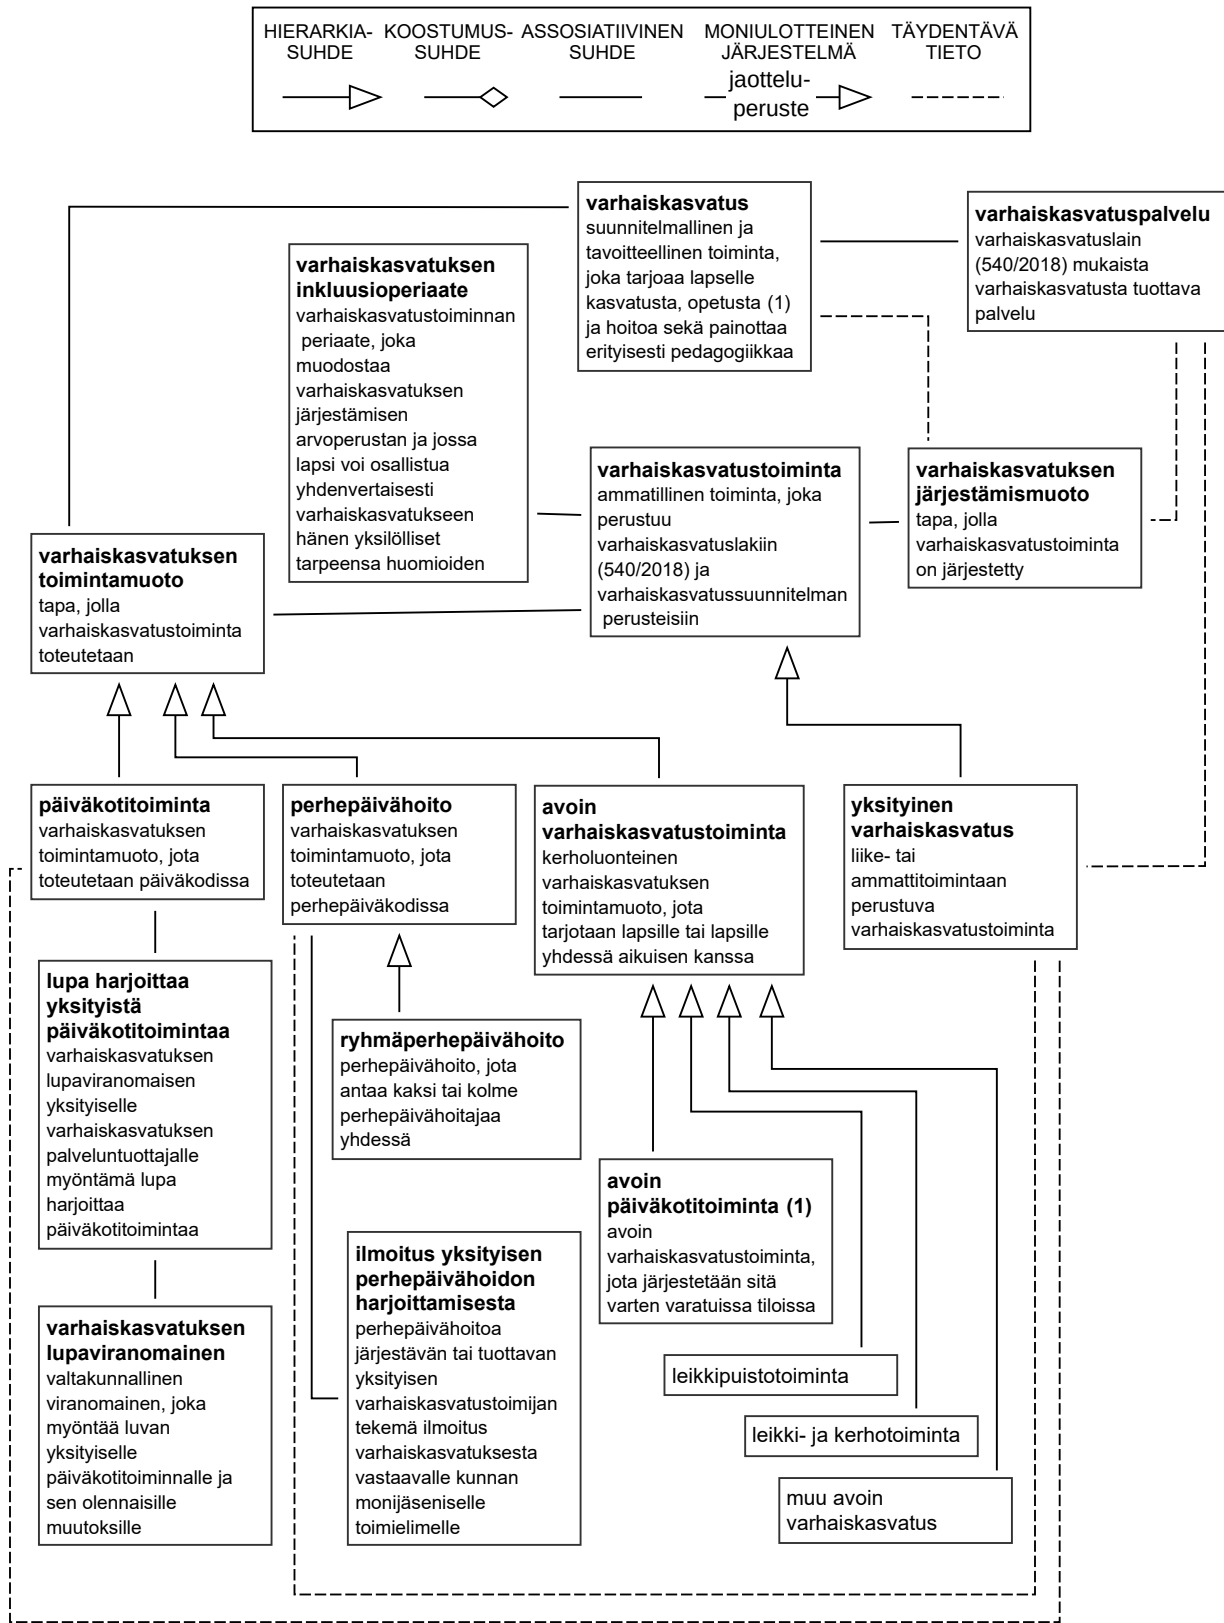 HIERARKIA-
SUHDE
KOOSTUMUS-
SUHDE
ASSOSIATIIVINEN
SUHDE
MONIULOTTEINEN
JÄRJESTELMÄ
jaottelu-
peruste
TÄYDENTÄVÄ
TIETO
varhaiskasvatus
suunnitelmallinen ja
tavoitteellinen toiminta,
joka tarjoaa lapselle
kasvatusta, opetusta (1)
ja hoitoa sekä painottaa
erityisesti pedagogiikkaa
varhaiskasvatuspalvelu
varhaiskasvatuslain
(540/2018) mukaista
varhaiskasvatusta tuottava
palvelu
varhaiskasvatuksen
inkluusioperiaate
varhaiskasvatustoiminnan
periaate, joka
muodostaa
varhaiskasvatuksen
järjestämisen
arvoperustan ja jossa
lapsi voi osallistua
yhdenvertaisesti
varhaiskasvatukseen
hänen yksilölliset
tarpeensa huomioiden
varhaiskasvatustoiminta
ammatillinen toiminta, joka
perustuu
varhaiskasvatuslakiin
(540/2018) ja
varhaiskasvatussuunnitelman
perusteisiin
varhaiskasvatuksen
järjestämismuoto
tapa, jolla
varhaiskasvatustoiminta
on järjestetty
varhaiskasvatuksen
toimintamuoto
tapa, jolla
varhaiskasvatustoiminta
toteutetaan
päiväkotitoiminta
varhaiskasvatuksen
toimintamuoto, jota
toteutetaan päiväkodissa
perhepäivähoito
varhaiskasvatuksen
toimintamuoto, jota
toteutetaan
perhepäiväkodissa
avoin
varhaiskasvatustoiminta
kerholuonteinen
varhaiskasvatuksen
toimintamuoto, jota
tarjotaan lapsille tai lapsille
yhdessä aikuisen kanssa
yksityinen
varhaiskasvatus
liike- tai
ammattitoimintaan
perustuva
varhaiskasvatustoiminta
lupa harjoittaa
yksityistä
päiväkotitoimintaa
varhaiskasvatuksen
lupaviranomaisen
yksityiselle
varhaiskasvatuksen
palveluntuottajalle
myöntämä lupa
harjoittaa
päiväkotitoimintaa
ryhmäperhepäivähoito
perhepäivähoito, jota
antaa kaksi tai kolme
perhepäivähoitajaa
yhdessä
avoin
päiväkotitoiminta (1)
avoin
varhaiskasvatustoiminta,
jota järjestetään sitä
varten varatuissa tiloissa
ilmoitus yksityisen
perhepäivähoidon
harjoittamisesta
perhepäivähoitoa
järjestävän tai tuottavan
yksityisen
varhaiskasvatustoimijan
tekemä ilmoitus
varhaiskasvatuksesta
vastaavalle kunnan
monijäseniselle
toimielimelle
varhaiskasvatuksen
lupaviranomainen
valtakunnallinen
viranomainen, joka
myöntää luvan
yksityiselle
päiväkotitoiminnalle ja
sen olennaisille
muutoksille
leikkipuistotoiminta
leikki- ja kerhotoiminta
muu avoin
varhaiskasvatus